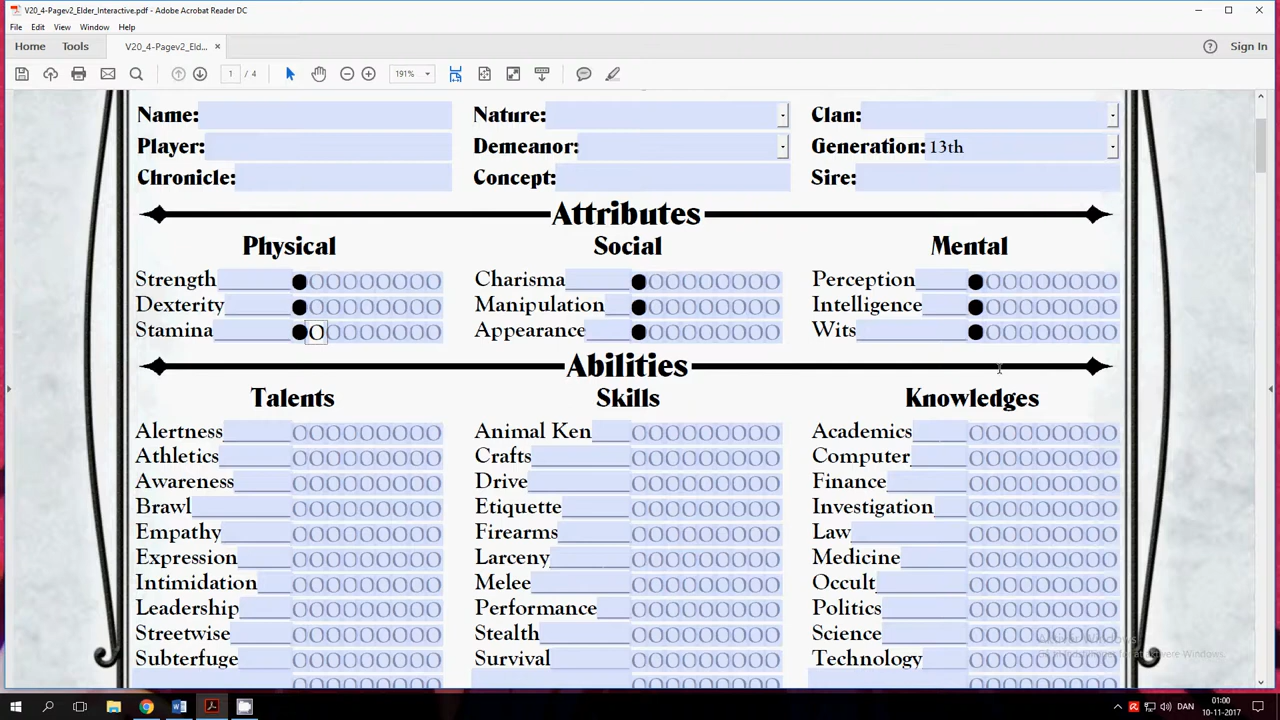 V20_4-Pagev2_Elder_Interactive.pdf - Adobe Acrobat Reader DC
File Edit View Window Help
Home Tools V20_4-Pagev2_Eld... × ? Sign In
1 / 4 191%
Name: Nature: Clan:
Player: Demeanor: Generation: 13th
Chronicle: Concept: Sire:
Attributes
Physical Social Mental
Strength Charisma Perception
Dexterity Manipulation Intelligence
Stamina Appearance Wits
Abilities
Talents Skills Knowledges
Alertness Animal Ken Academics
Athletics Crafts Computer
Awareness Drive Finance
Brawl Etiquette Investigation
Empathy Firearms Law
Expression Larceny Medicine
Intimidation Melee Occult
Leadership Performance Politics
Streetwise Stealth Science
Subterfuge Survival Technology
Windows
Windows.
DAN 01:00
10-11-2017